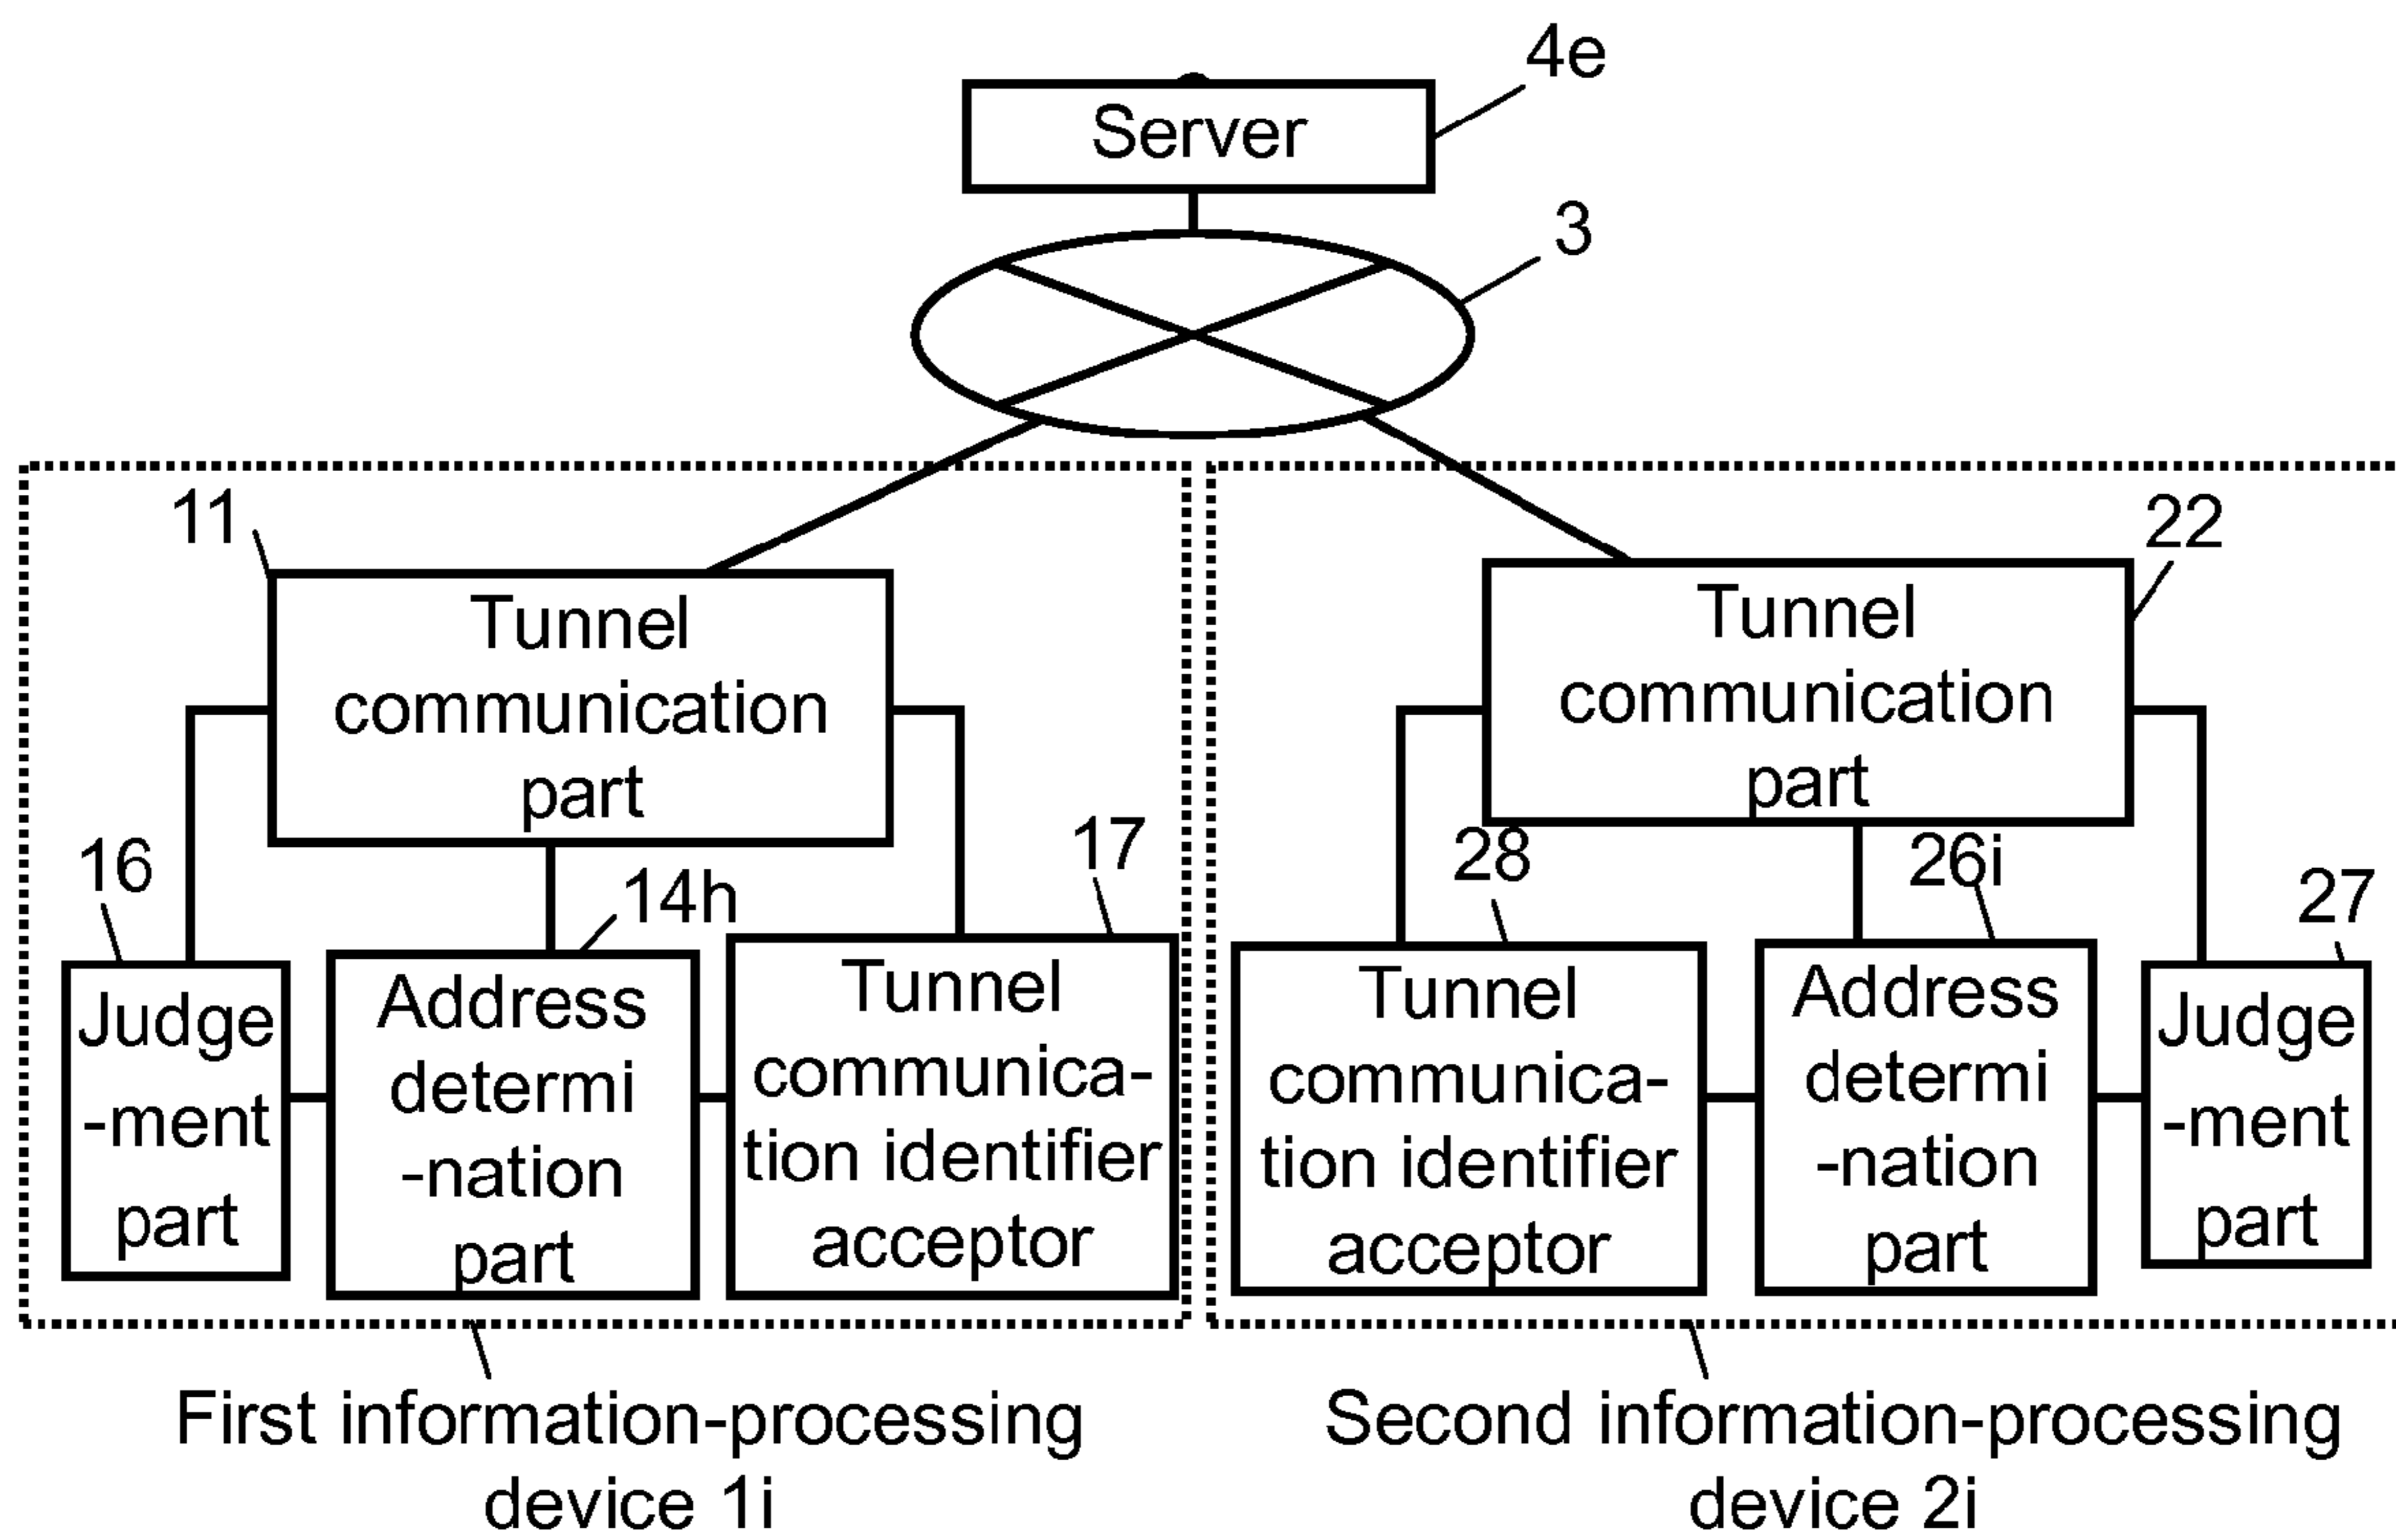 4e
Server
3
11
Tunnel
communication
part
22
Tunnel
communication
part
16
14h
17
28
26i
27
Judge
-ment
part
Address
determi
-nation
part
Tunnel
communica-
tion identifier
acceptor
Tunnel
communica-
tion identifier
acceptor
Address
determi
-nation
part
Judge
-ment
part
First information-processing
device 1i
Second information-processing
device 2i